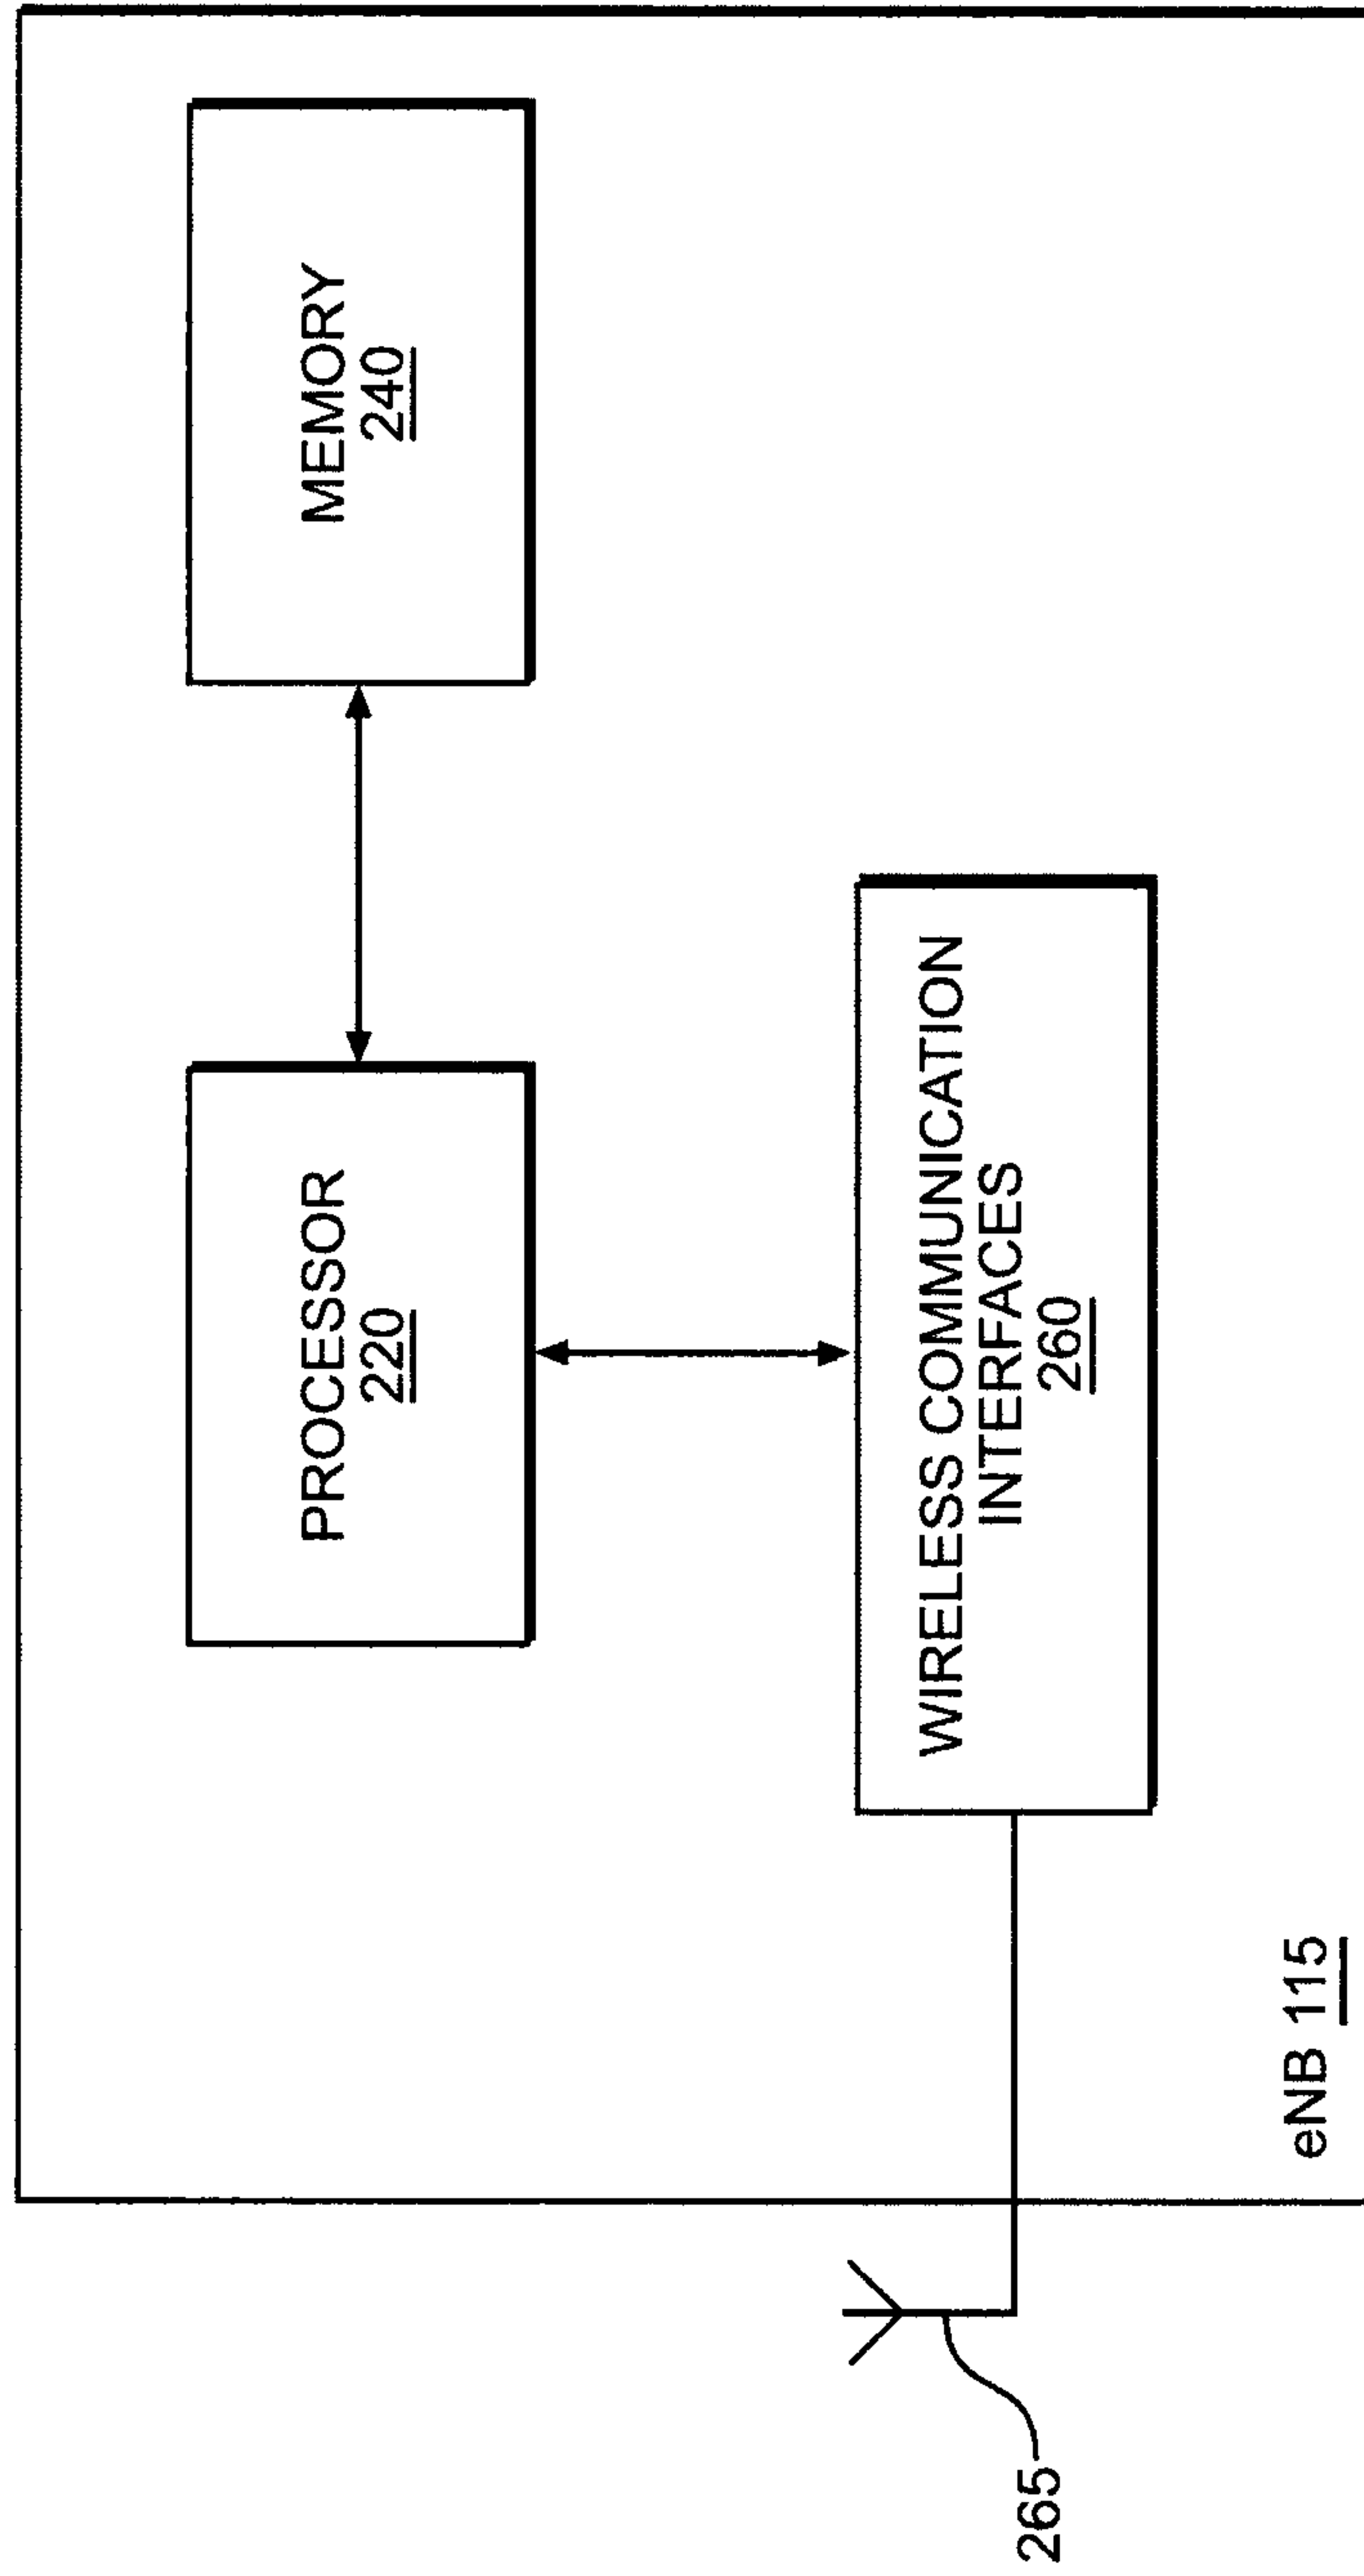 PROCESSOR
220
MEMORY
240
WIRELESS COMMUNICATION
INTERFACES
260
265
eNB 115